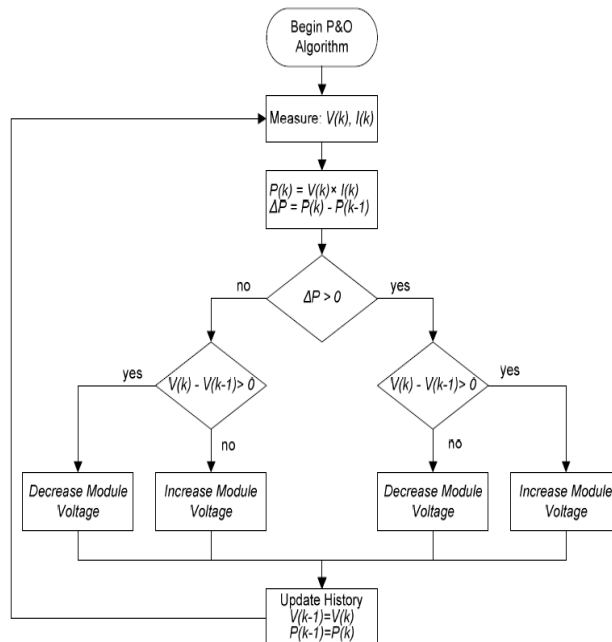 Begin P&O
Algorithm
Measure: V(k), I(k)
P(k) = V(k)× I(k)
ΔP = P(k) - P(k-1)
no
ΔP > 0
yes
yes
V(k) - V(k-1)> 0
no
V(k) - V(k-1)> 0
yes
no
Decrease Module
Voltage
Increase Module
Voltage
Decrease Module
Voltage
Increase Module
Voltage
Update History
V(k-1)=V(k)
P(k-1)=P(k)